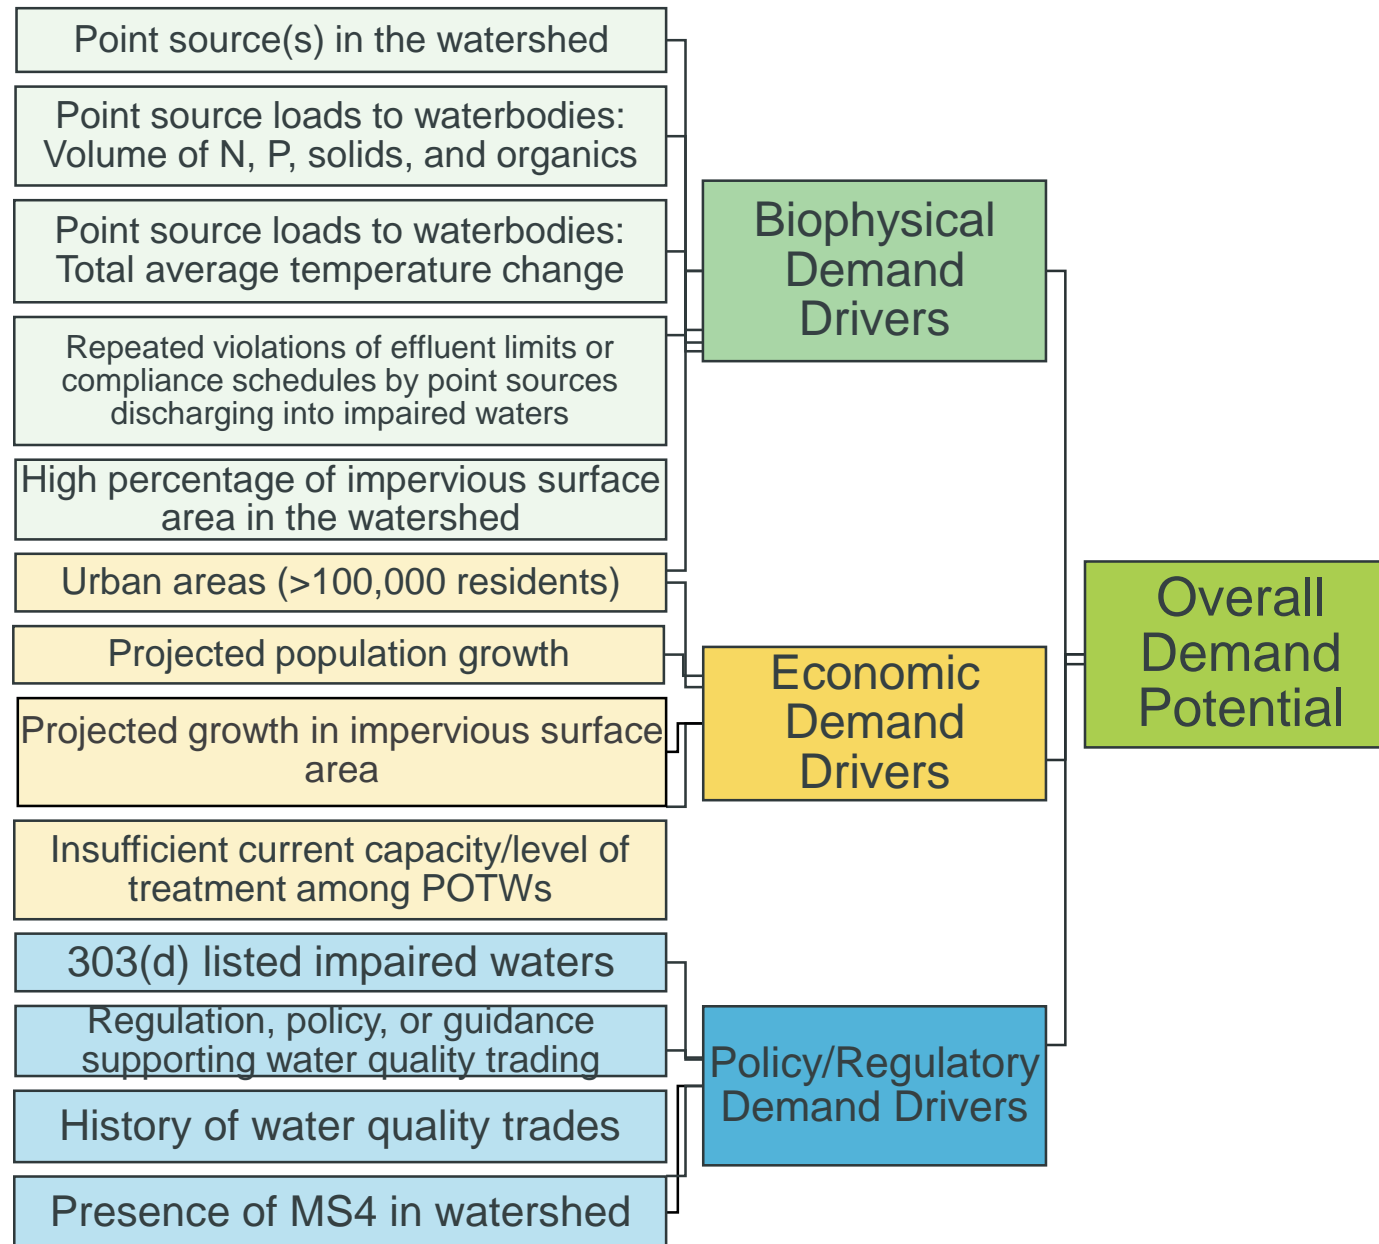 Point source(s) in the watershed
Point source loads to waterbodies:
Volume of N, P, solids, and organics
Point source loads to waterbodies:
Total average temperature change
Repeated violations of effluent limits or
compliance schedules by point sources
discharging into impaired waters
High percentage of impervious surface
area in the watershed
Urban areas (>100,000 residents)
Projected population growth
Projected growth in impervious surface
area
Insufficient current capacity/level of
treatment among POTWs
303(d) listed impaired waters
Regulation, policy, or guidance
supporting water quality trading
History of water quality trades
Presence of MS4 in watershed
Biophysical
Demand
Drivers
Economic
Demand
Drivers
Policy/Regulatory
Demand Drivers
Overall
Demand
Potential